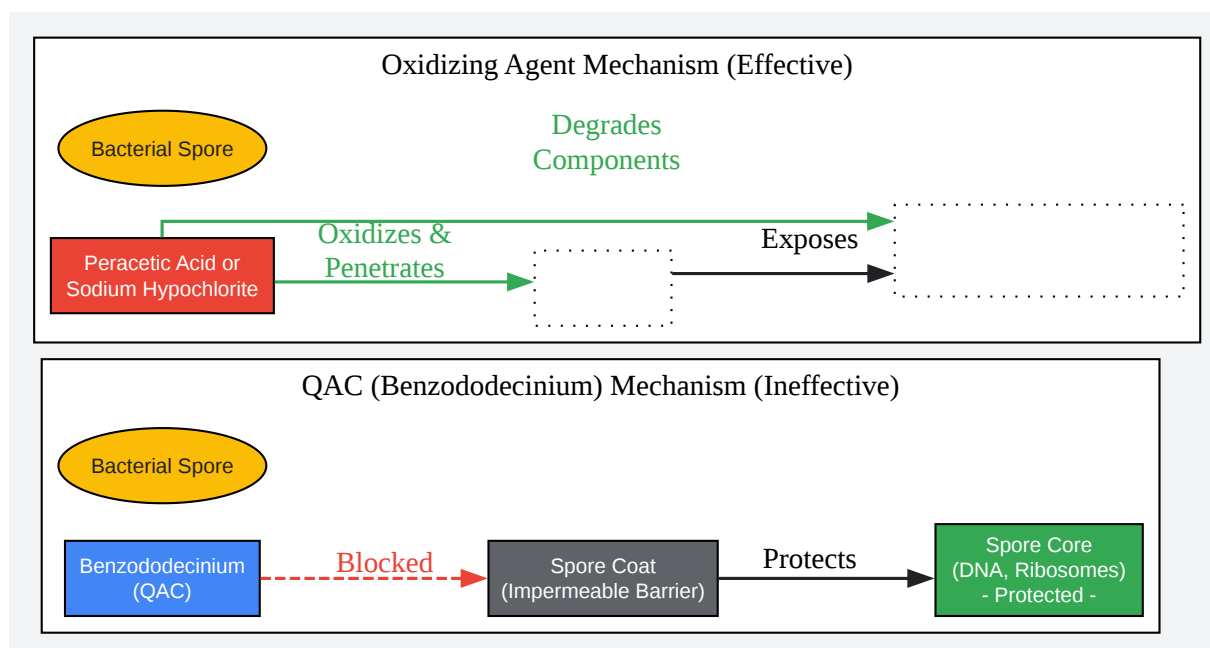 Oxidizing Agent Mechanism (Effective)
Bacterial Spore
Degrades
Components
Oxidizes &
Penetrates
Exposes
Peracetic Acid or
Sodium Hypochlorite
QAC (Benzododecinium) Mechanism (Ineffective)
Bacterial Spore
Benzododecinium
(QAC)
Blocked
Spore Coat
(Impermeable Barrier)
Protects
Spore Core
(DNA, Ribosomes)
- Protected -